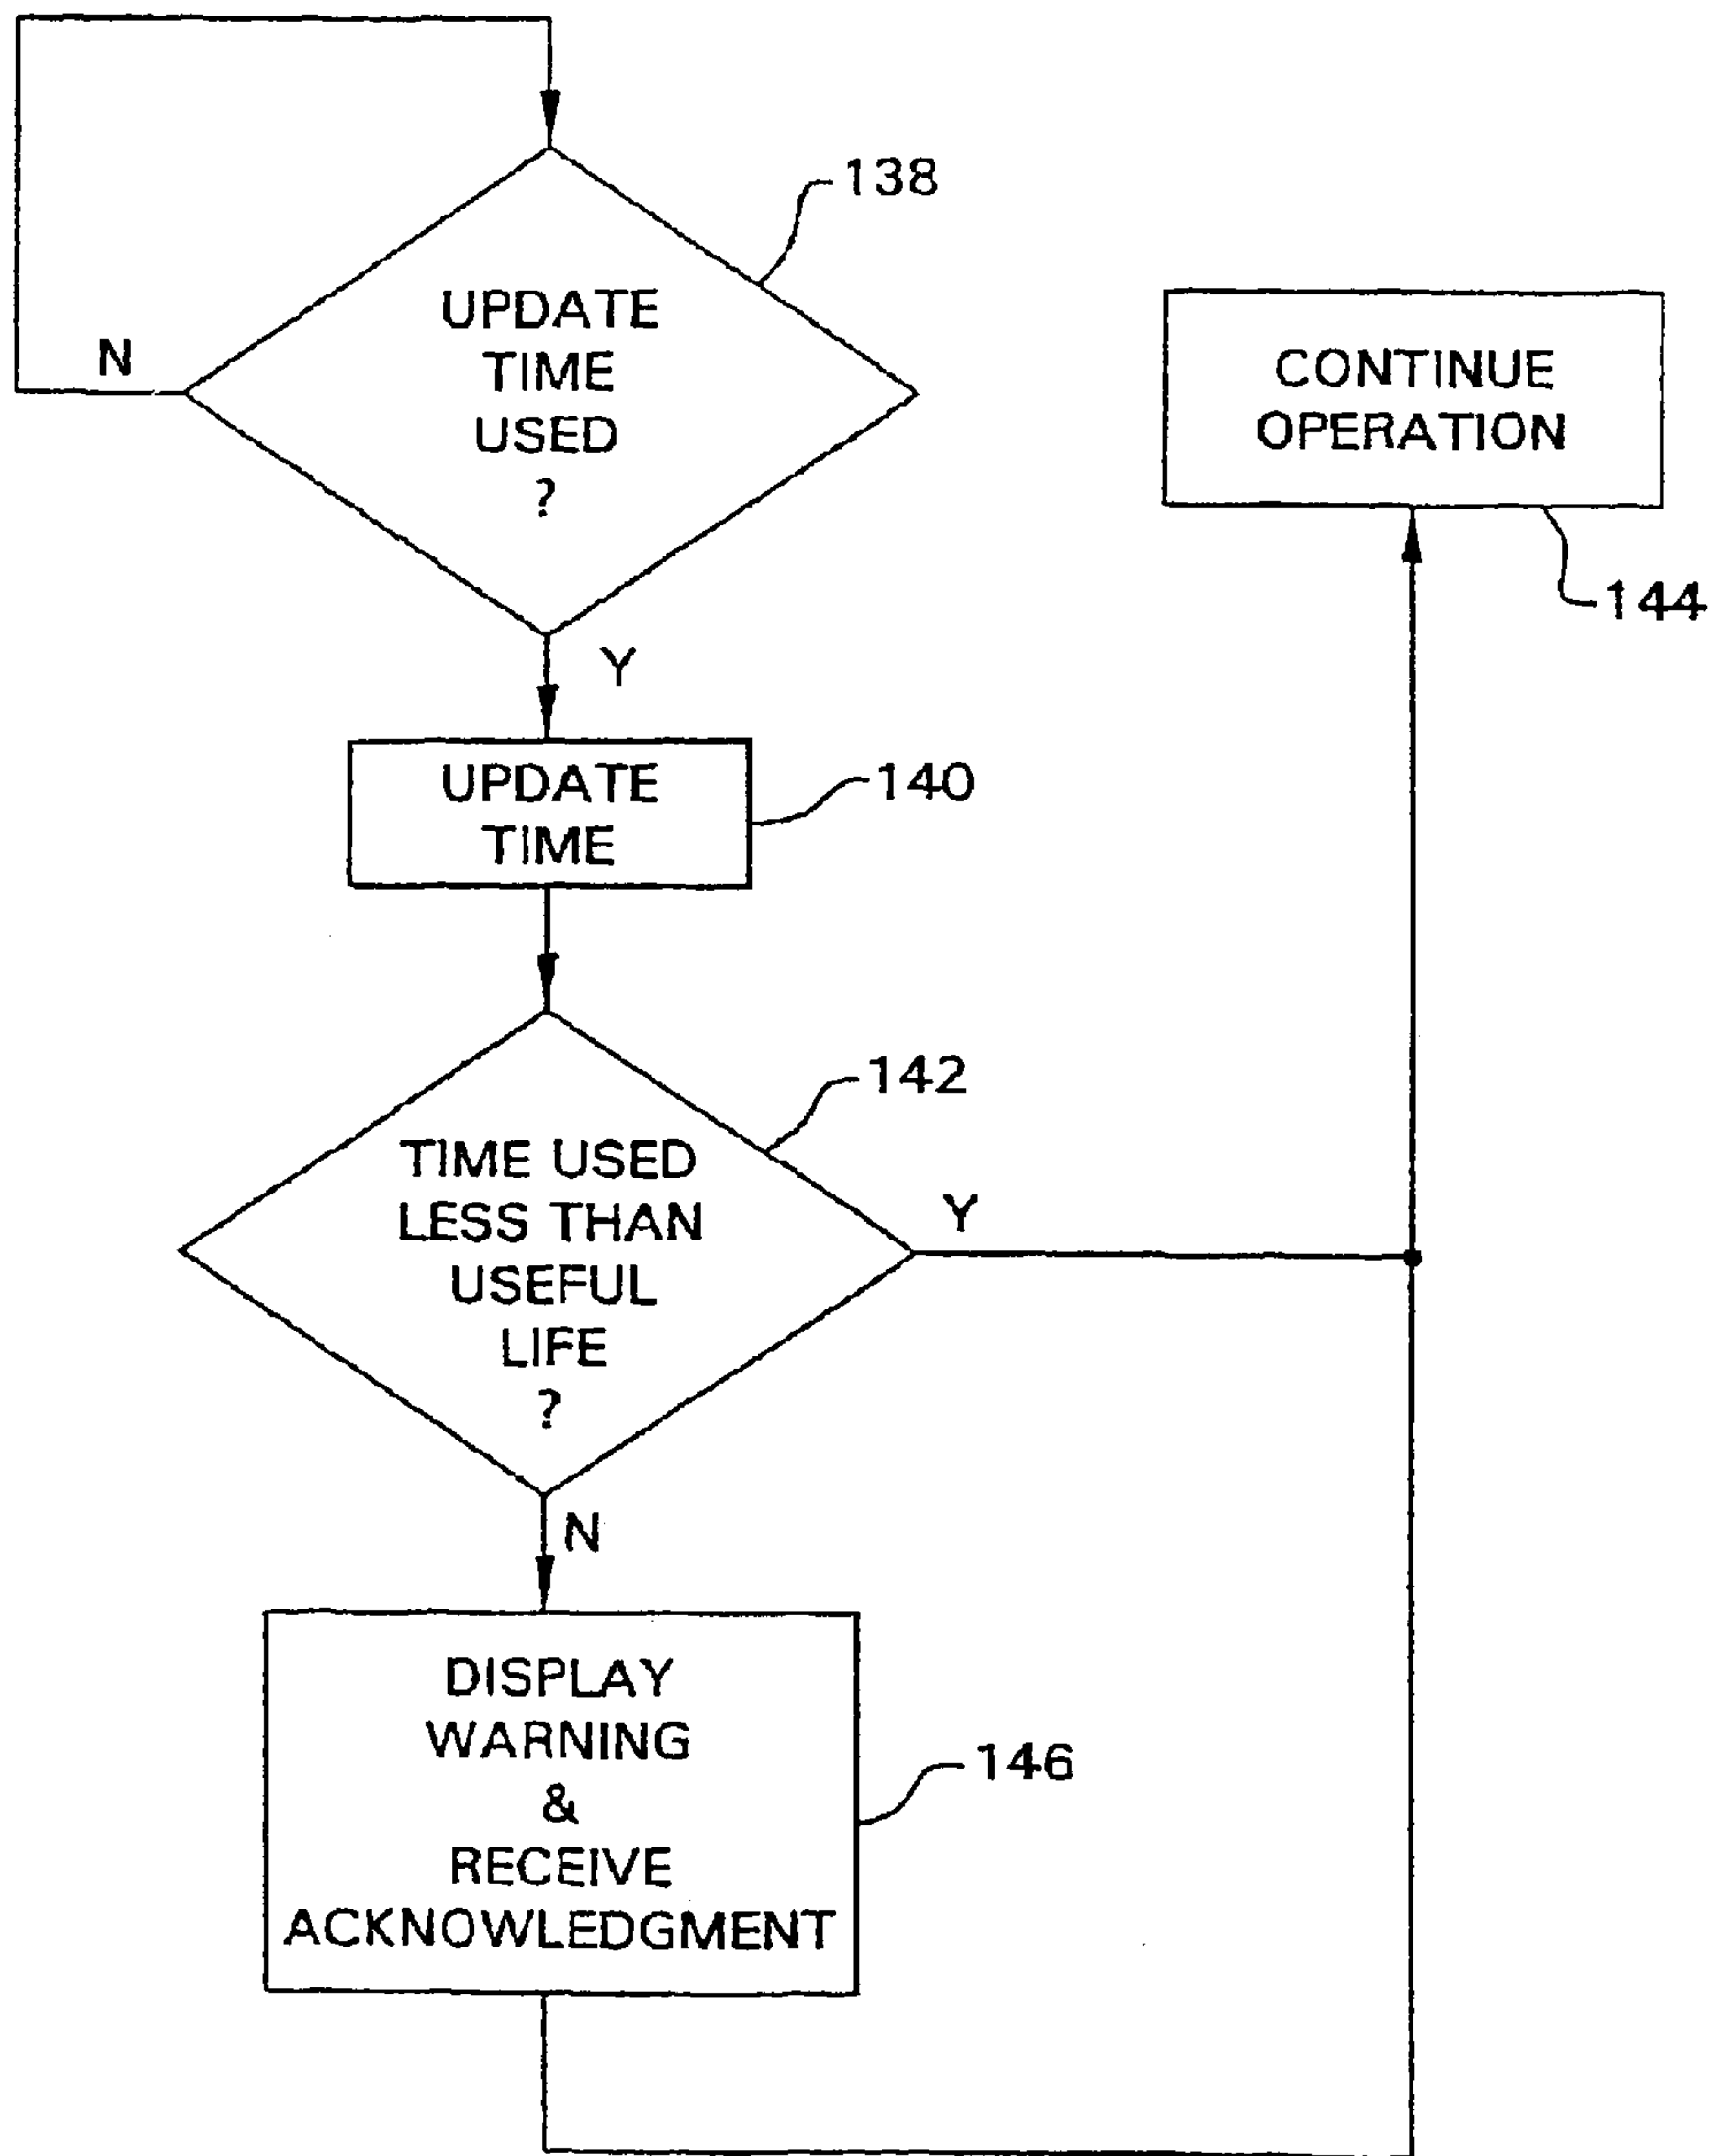 138
UPDATE
TIME
USED
?
N
Y
CONTINUE
OPERATION
144
UPDATE
TIME
140
142
TIME USED
LESS THAN
USEFUL
LIFE
?
Y
N
DISPLAY
WARNING
&
RECEIVE
ACKNOWLEDGMENT
146